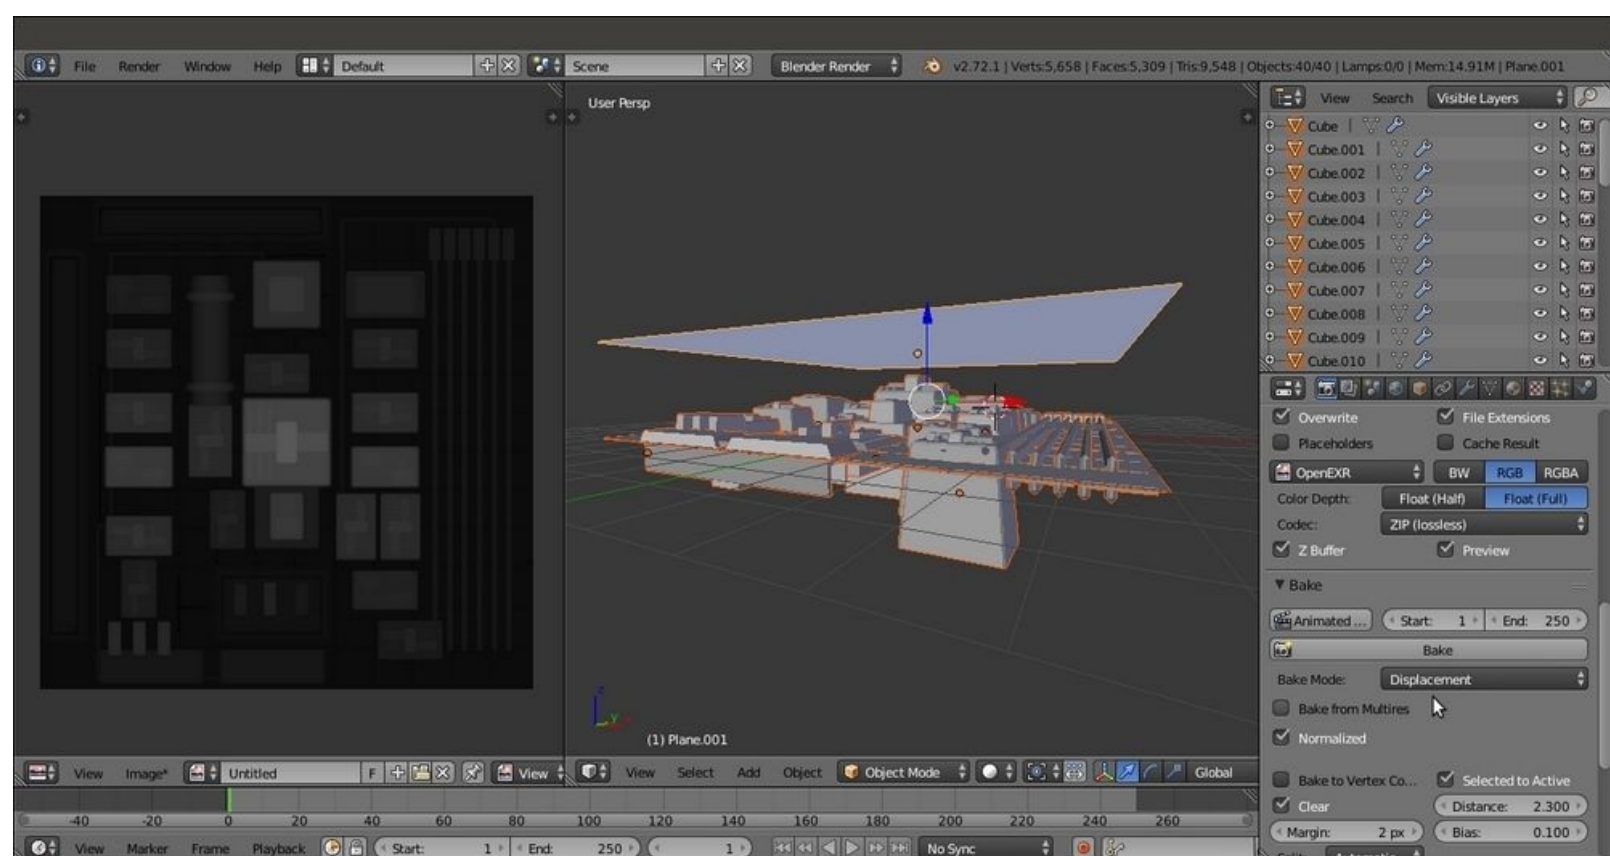 File Render Window Help Default Scene Blender Render v2.72.1 | Verts:5,658 | Faces:5,309 | Tris:9,548 | Objects:40/40 | Lamps:0/0 | Mem:14.91M | Plane.001
User Persp
View Search Visible Layers
Cube
Cube.001
Cube.002
Cube.003
Cube.004
Cube.005
Cube.006
Cube.007
Cube.008
Cube.009
Cube.010
Overwrite File Extensions
Placeholders Cache Result
OpenEXR BW RGB RGBA
Color Depth: Float (Half) Float (Full)
Codec: ZIP (lossless)
Z Buffer Preview
Bake
Animated ... Start: 1 End: 250
Bake
Bake Mode: Displacement
Bake from Multires
Normalized
Bake to Vertex Co... Selected to Active
Clear Distance: 2.300
Margin: 2 px Bias: 0.100
z
y
(1) Plane.001
View Image* Untitled F View
View Select Add Object Object Mode Global
-40 -20 0 20 40 60 80 100 120 140 160 180 200 220 240 260
View Marker Frame Playback Start: 1 End: 250 1 No Sync